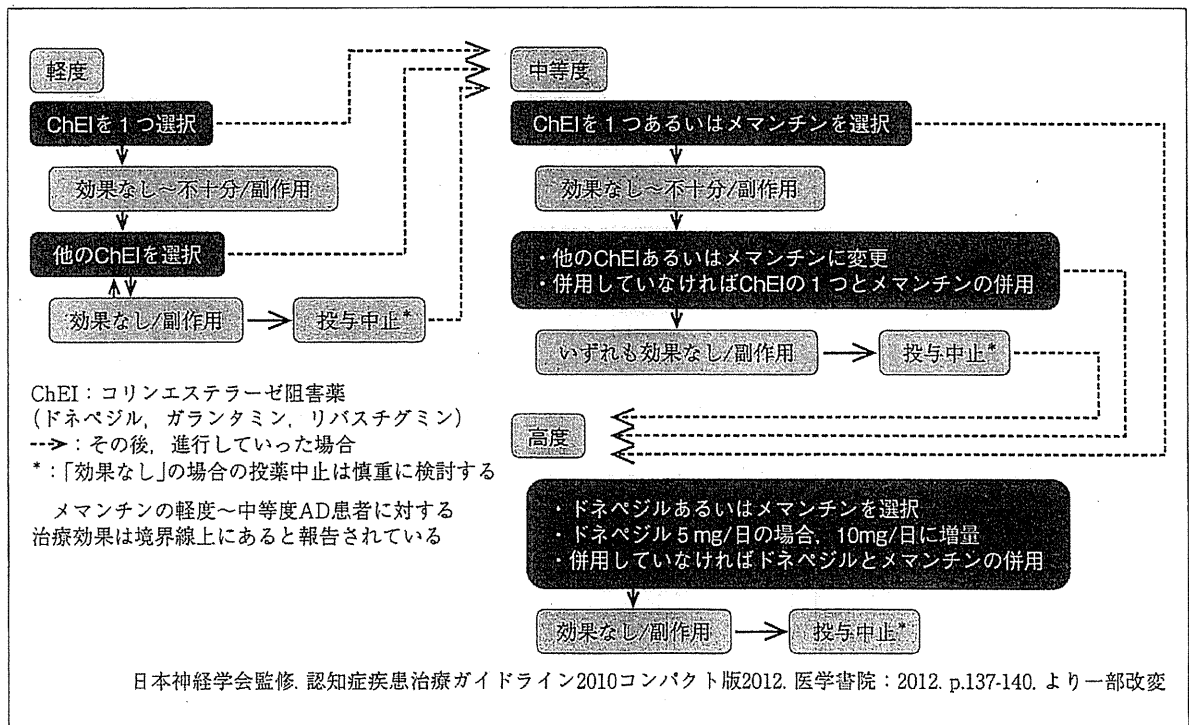 軽度
ChEIを1つ選択
効果なし〜不十分/副作用
他のChEIを選択
効果なし/副作用
投与中止*
ChEI：コリンエステラーゼ阻害薬
(ドネペジル，ガランタミン，リバスチグミン)
-->：その後，進行していった場合
*：「効果なし」の場合の投薬中止は慎重に検討する
メマンチンの軽度〜中等度AD患者に対する
治療効果は境界線上にあると報告されている
中等度
ChEIを1つあるいはメマンチンを選択
効果なし〜不十分/副作用
・他のChEIあるいはメマンチンに変更
・併用していなければChEIの1つとメマンチンの併用
いずれも効果なし/副作用
投与中止*
高度
・ドネペジルあるいはメマンチンを選択
・ドネペジル5mg/日の場合，10mg/日に増量
・併用していなければドネペジルとメマンチンの併用
効果なし/副作用
投与中止*
日本神経学会監修. 認知症疾患治療ガイドライン2010コンパクト版2012. 医学書院：2012. p.137-140. より一部改変